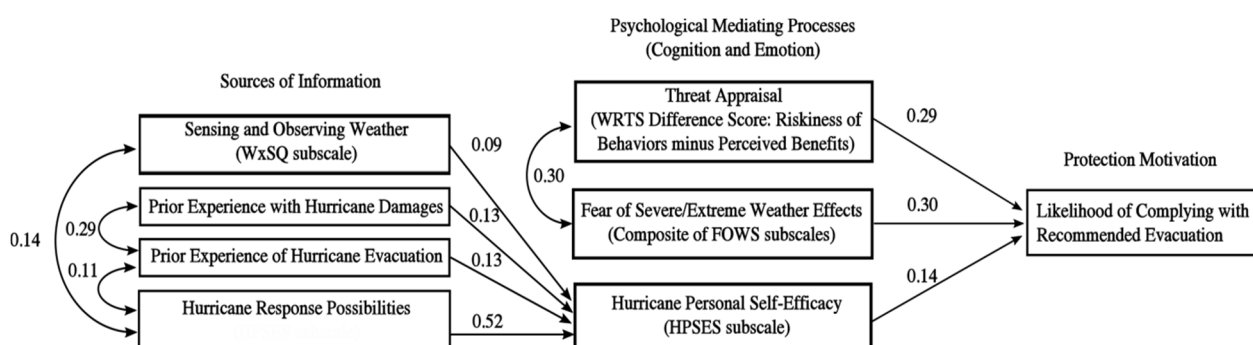 Psychological Mediating Processes
(Cognition and Emotion)
Sources of Information
Threat Appraisal
(WRTS Difference Score: Riskiness of
Behaviors minus Perceived Benefits)
0.29
Sensing and Observing Weather
(WxSQ subscale)
0.09
Protection Motivation
0.30
Prior Experience with Hurricane Damages
0.13
Fear of Severe/Extreme Weather Effects
(Composite of FOWS subscales)
0.30
Likelihood of Complying with
Recommended Evacuation
0.14
0.29
Prior Experience of Hurricane Evacuation
0.13
0.11
0.14
Hurricane Response Possibilities
0.52
Hurricane Personal Self-Efficacy
(HPSES subscale)